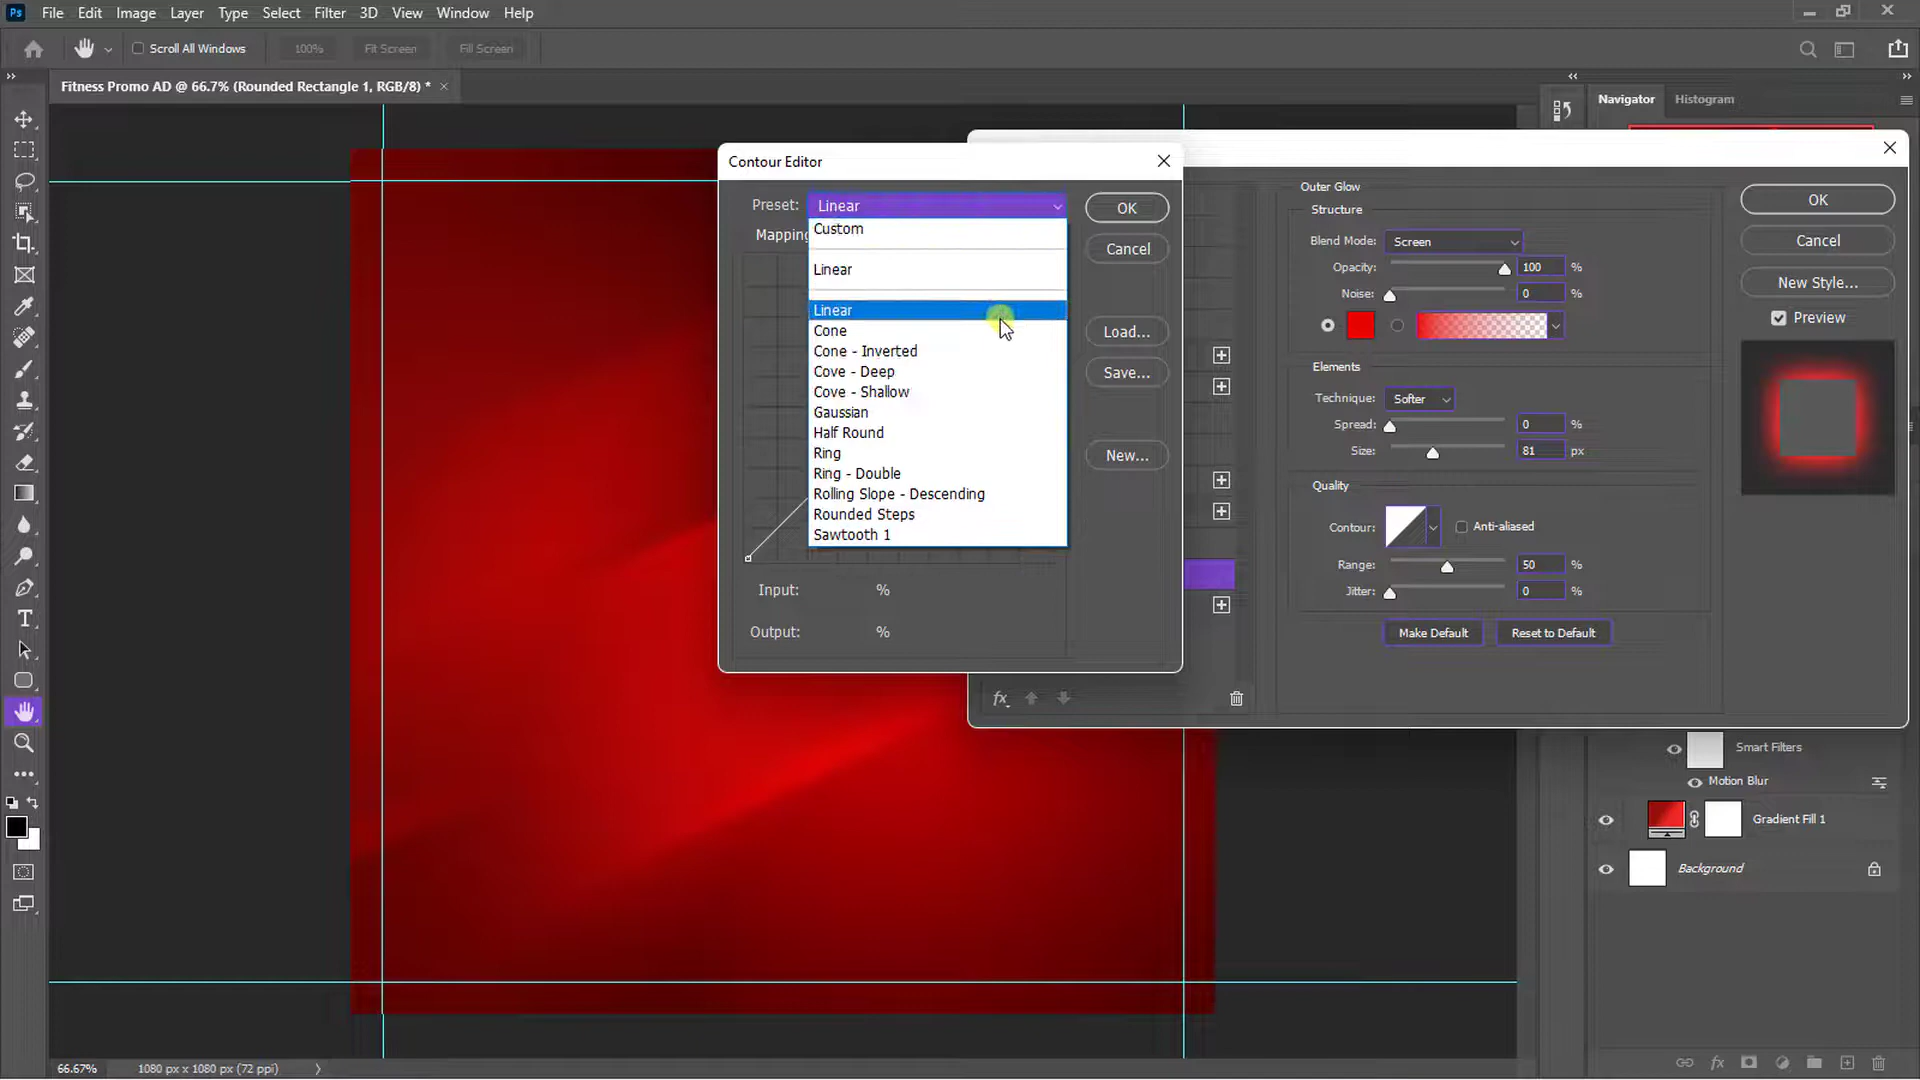 Ps File Edit Image Layer Type Select Filter 3D View Window Help
Scroll All Windows 100% Fit Screen Fill Screen
Fitness Promo AD @ 66.7% (Rounded Rectangle 1, RGB/8) *
Navigator Histogram
Contour Editor
Preset: Linear
Mapping
Custom
Linear
Linear
Cone
Cone - Inverted
Cove - Deep
Cove - Shallow
Gaussian
Half Round
Ring
Ring - Double
Rolling Slope - Descending
Rounded Steps
Sawtooth 1
Input: %
Output: %
OK
Cancel
Load...
Save...
New...
Outer Glow
Structure
Blend Mode: Screen
Opacity: 100 %
Noise: 0 %
Elements
Technique: Softer
Spread: 0 %
Size: 81 px
Quality
Contour: Anti-aliased
Range: 50 %
Jitter: 0 %
Make Default Reset to Default
OK
Cancel
New Style...
Preview
fx
Smart Filters
Motion Blur
Gradient Fill 1
Background
66.67% 1080 px x 1080 px (72 ppi)
fx